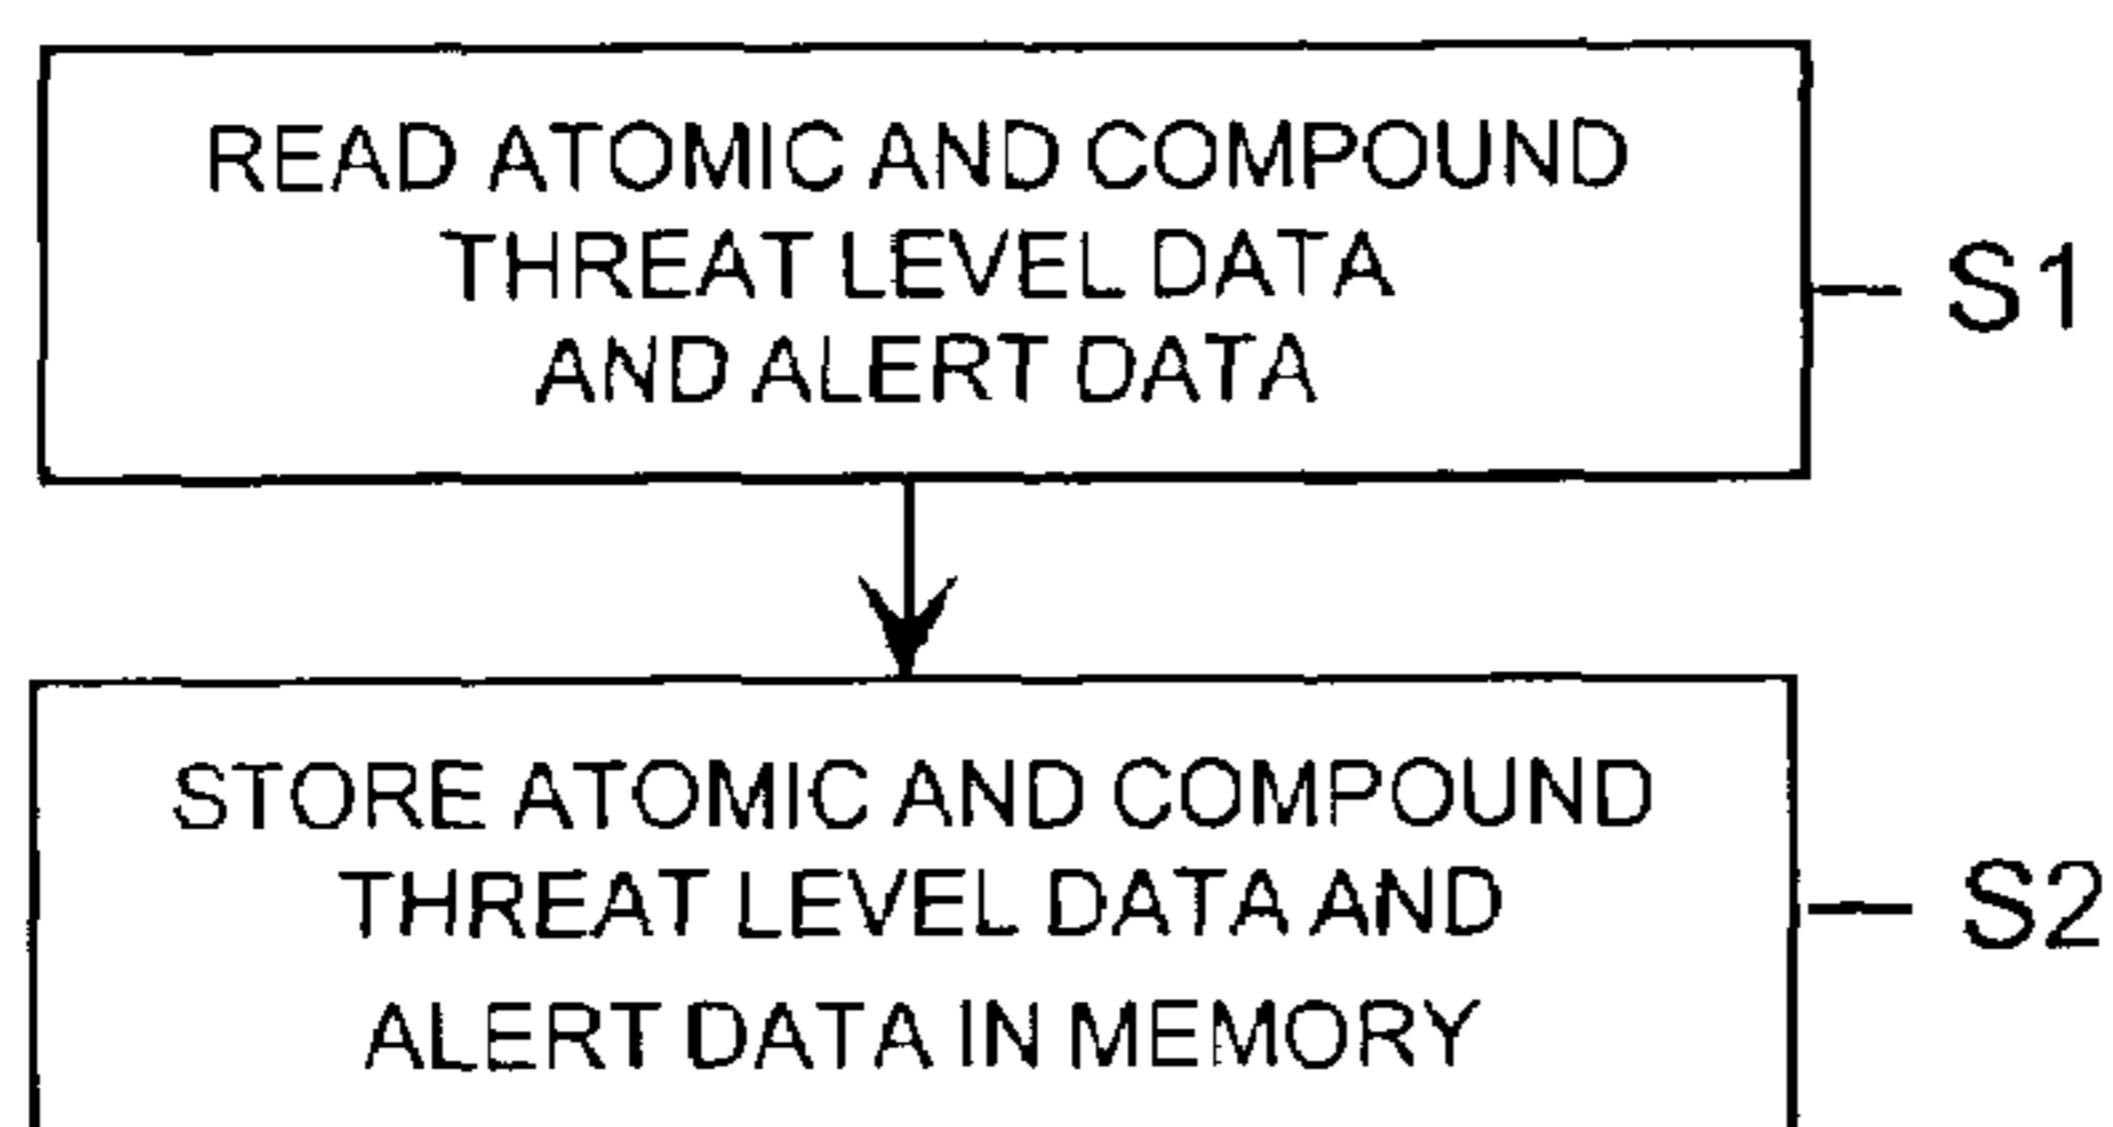 READ ATOMIC AND COMPOUND
THREAT LEVEL DATA
AND ALERT DATA
S1
STORE ATOMIC AND COMPOUND
THREAT LEVEL DATA AND
ALERT DATA IN MEMORY
S2